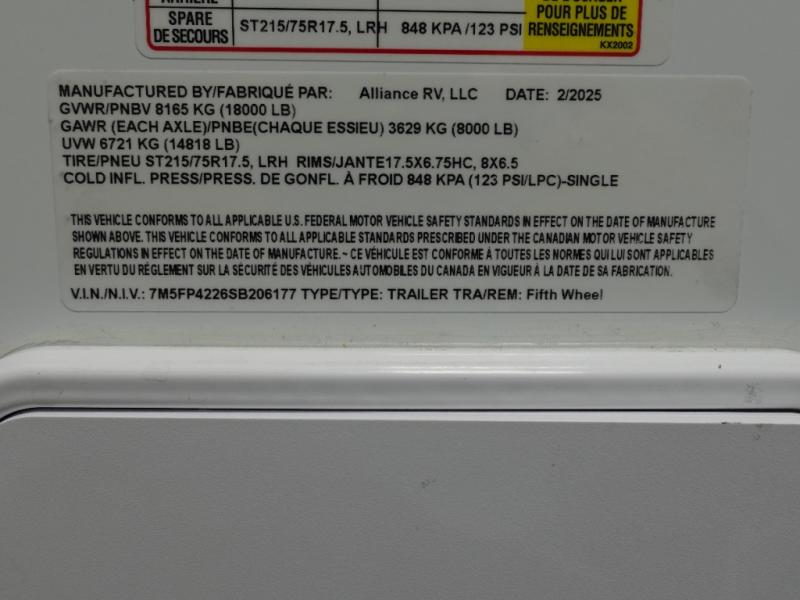 SPARE
DE SECOURS ST215/75R17.5, LRH 848 KPA /123 PSI
POUR PLUS DE
RENSEIGNEMENTS
KX2002
MANUFACTURED BY/FABRIQUÉ PAR: Alliance RV, LLC DATE: 2/2025
GVWR/PNBV 8165 KG (18000 LB)
GAWR (EACH AXLE)/PNBE(CHAQUE ESSIEU) 3629 KG (8000 LB)
UVW 6721 KG (14818 LB)
TIRE/PNEU ST215/75R17.5, LRH RIMS/JANTE17.5X6.75HC, 8X6.5
COLD INFL. PRESS/PRESS. DE GONFL. À FROID 848 KPA (123 PSI/LPC)-SINGLE
THIS VEHICLE CONFORMS TO ALL APPLICABLE U.S. FEDERAL MOTOR VEHICLE SAFETY STANDARDS IN EFFECT ON THE DATE OF MANUFACTURE
SHOWN ABOVE. THIS VEHICLE CONFORMS TO ALL APPLICABLE STANDARDS PRESCRIBED UNDER THE CANADIAN MOTOR VEHICLE SAFETY
REGULATIONS IN EFFECT ON THE DATE OF MANUFACTURE. ~ CE VÉHICULE EST CONFORME À TOUTES LES NORMES QUI LUI SONT APPLICABLES
EN VERTU DU RÉGLEMENT SUR LA SÉCURITÉ DES VÉHICULES AUTOMOBILES DU CANADA EN VIGUEUR À LA DATE DE SA FABRICATION.
V.I.N./N.I.V.: 7M5FP4226SB206177 TYPE/TYPE: TRAILER TRA/REM: Fifth Wheel